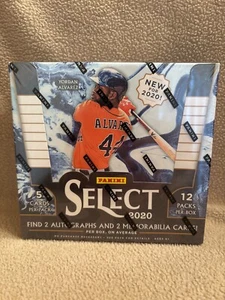 YORDAN
ALVAREZ
NEW
FOR
2020!
ALVAR
44
5
CARDS
PER PACK
PANINI
SELECT
2020
12
PACKS
PER BOX
FIND 2 AUTOGRAPHS AND 2 MEMORABILIA CARDS!
PER BOX, ON AVERAGE